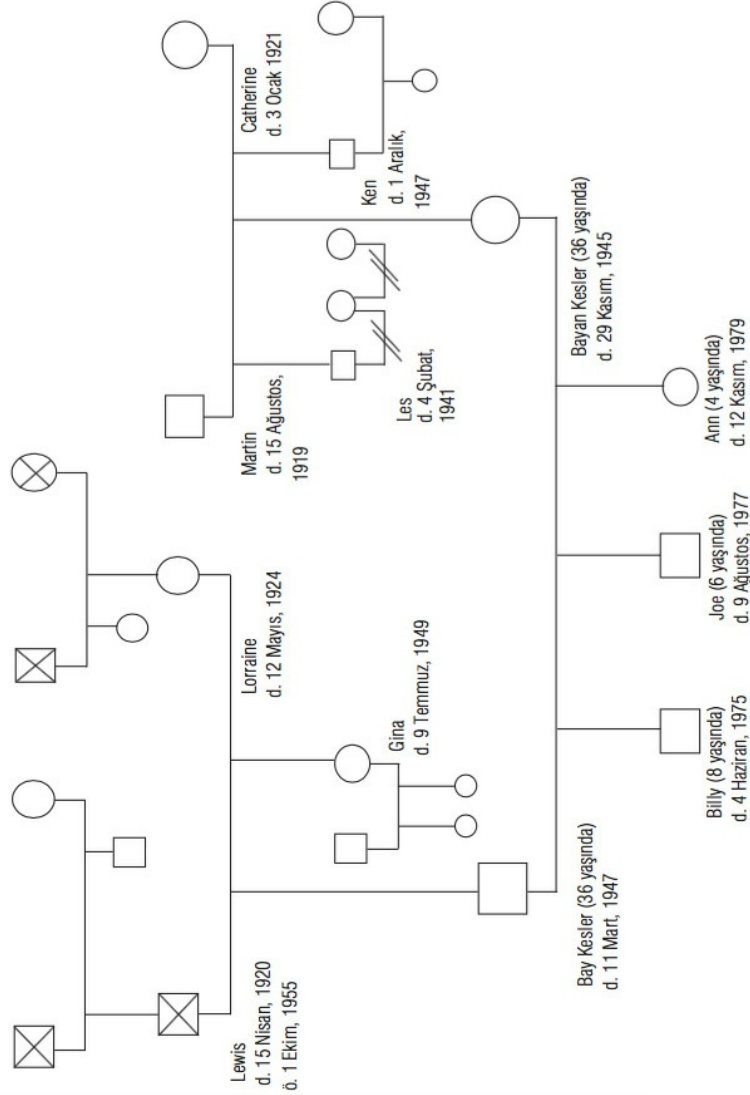 Lewis
d. 15 Nisan, 1920
ö. 1 Ekim, 1955
Lorraine
d. 12 Mayıs, 1924
Martin
d. 15 Ağustos,
1919
Catherine
d. 3 Ocak 1921
Gina
d. 9 Temmuz, 1949
Les
d. 4 Şubat,
1941
Ken
d. 1 Aralık,
1947
Bay Kesler (36 yaşında)
d. 11 Mart, 1947
Bayan Kesler (36 yaşında)
d. 29 Kasım, 1945
Billy (8 yaşında)
d. 4 Haziran, 1975
Joe (6 yaşında)
d. 9 Ağustos, 1977
Ann (4 yaşında)
d. 12 Kasım, 1979